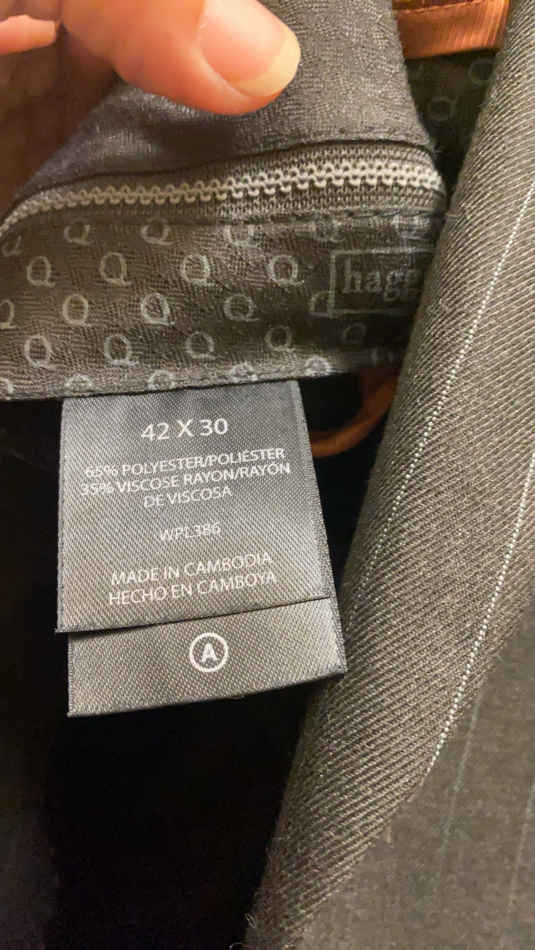 42 X 30
65% POLYESTER/POLIÉSTER
35% VISCOSE RAYON/RAYÓN
DE VISCOSA
WPL386
MADE IN CAMBODIA
HECHO EN CAMBOYA
A